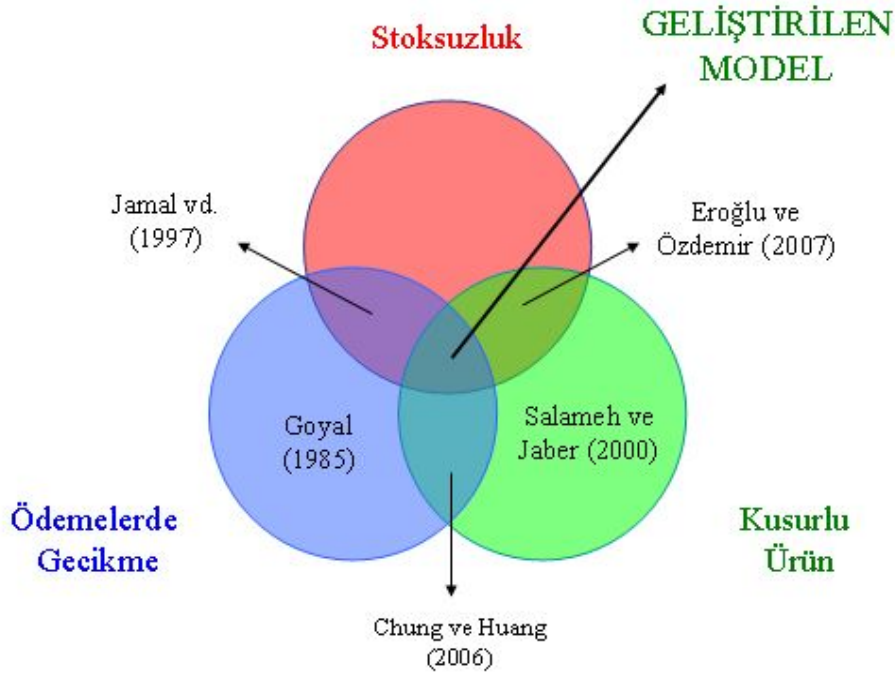 Stoksuzluk
GELİŞTİRİLEN
MODEL
Jamal vd.
(1997)
Eroğlu ve
Özdemir (2007)
Goyal
(1985)
Salameh ve
Jaber (2000)
Ödemelerde
Gecikme
Kusurlu
Ürün
Chung ve Huang
(2006)